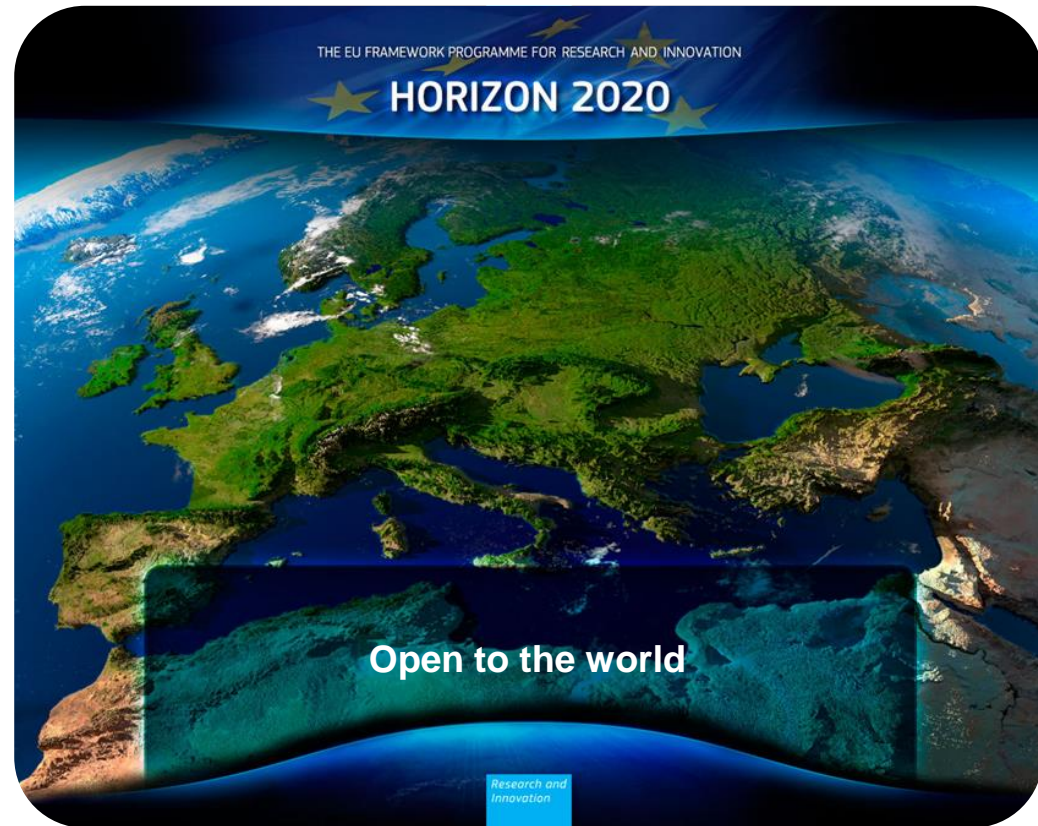 THE EU FRAMEWORK PROGRAMME FOR RESEARCH AND INNOVATION
HORIZON 2020
Open to the world
Research and
Innovation